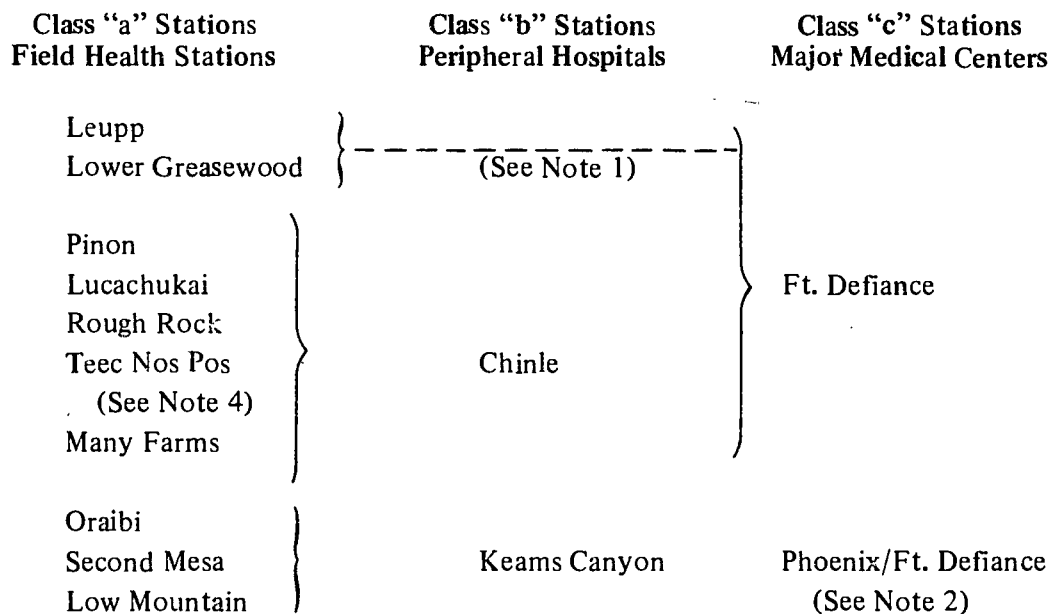 Class “a” Stations Class “b” Stations Class “c” Stations
Field Health Stations Peripheral Hospitals Major Medical Centers
Leupp
Lower Greasewood (See Note 1)
Pinon
Lucachukai Ft. Defiance
Rough Rock
Teec Nos Pos Chinle
(See Note 4)
Many Farms
Oraibi
Second Mesa Keams Canyon Phoenix/Ft. Defiance
Low Mountain (See Note 2)